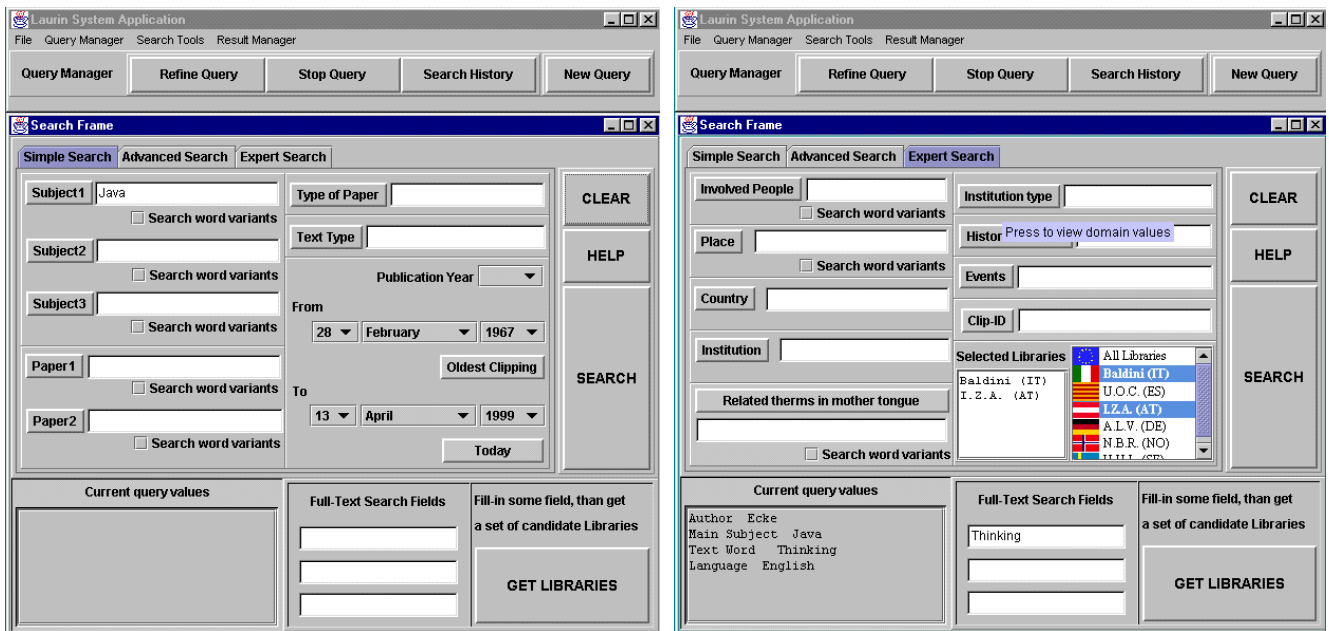 Laurin System Application
File Query Manager Search Tools Result Manager
Query Manager Refine Query Stop Query Search History New Query
Search Frame
Simple Search Advanced Search Expert Search
Subject1 Java
Search word variants
Subject2
Search word variants
Subject3
Search word variants
Paper1
Search word variants
Paper2
Search word variants
Type of Paper
Text Type
Publication Year
From
28 February 1967
Oldest Clipping
To
13 April 1999
Today
CLEAR
HELP
SEARCH
Current query values
Full-Text Search Fields
Fill-in some field, than get
a set of candidate Libraries
GET LIBRARIES
Laurin System Application
File Query Manager Search Tools Result Manager
Query Manager Refine Query Stop Query Search History New Query
Search Frame
Simple Search Advanced Search Expert Search
Involved People
Search word variants
Place
Search word variants
Country
Institution
Related therms in mother tongue
Search word variants
Institution type
Histor
Press to view domain values
Events
Clip-ID
Selected Libraries
Baldini (IT)
I.Z.A. (AT)
All Libraries
Baldini (IT)
U.O.C. (ES)
I.Z.A. (AT)
A.L.V. (DE)
N.B.R. (NO)
CLEAR
HELP
SEARCH
Current query values
Author Ecke
Main Subject Java
Text Word Thinking
Language English
Full-Text Search Fields
Thinking
Fill-in some field, than get
a set of candidate Libraries
GET LIBRARIES